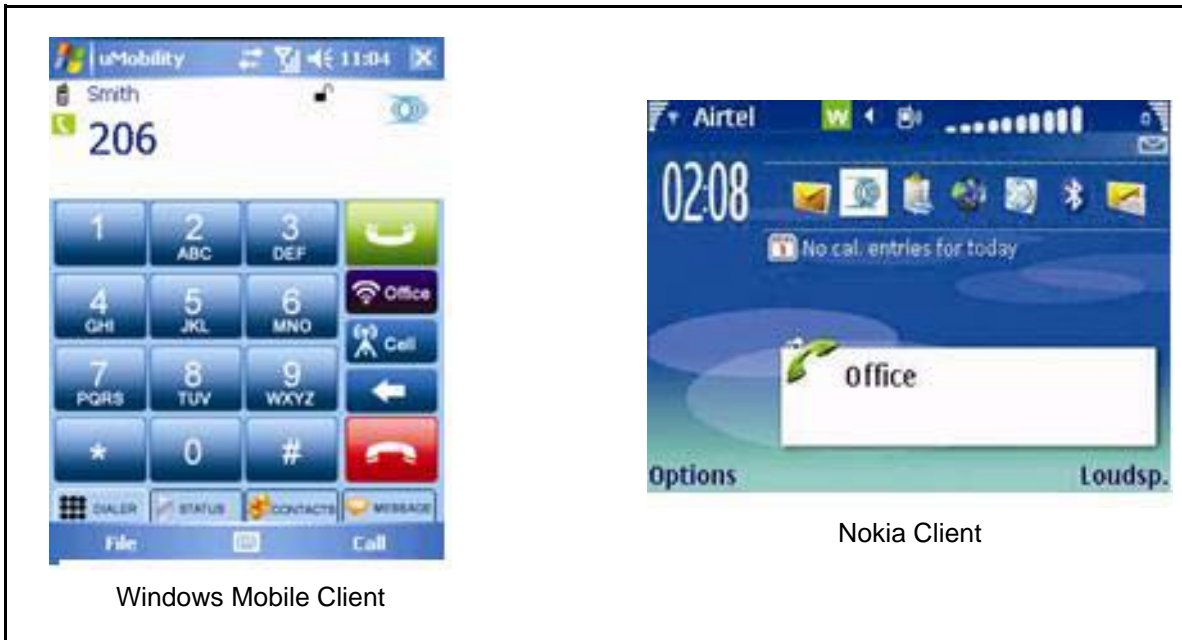 uMobility 11:04
Smith
206
1 2 3
ABC DEF
4 5 6 Office
GHI JKL MNO
Cell
7 8 9
PQRS TUV WXYZ
* 0 #
DIALER STATUS CONTACTS MESSAGE
File Call
Windows Mobile Client
Airtel W
02:08
No cal. entries for today
Office
Options Loudsp.
Nokia Client